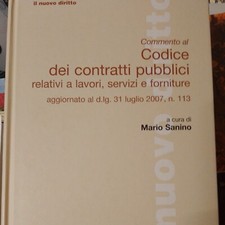 il nuovo diritto
Commento al
Codice
dei contratti pubblici
relativi a lavori, servizi e forniture
aggiornato al d.lg. 31 luglio 2007, n. 113
a cura di
Mario Sanino
nuovo